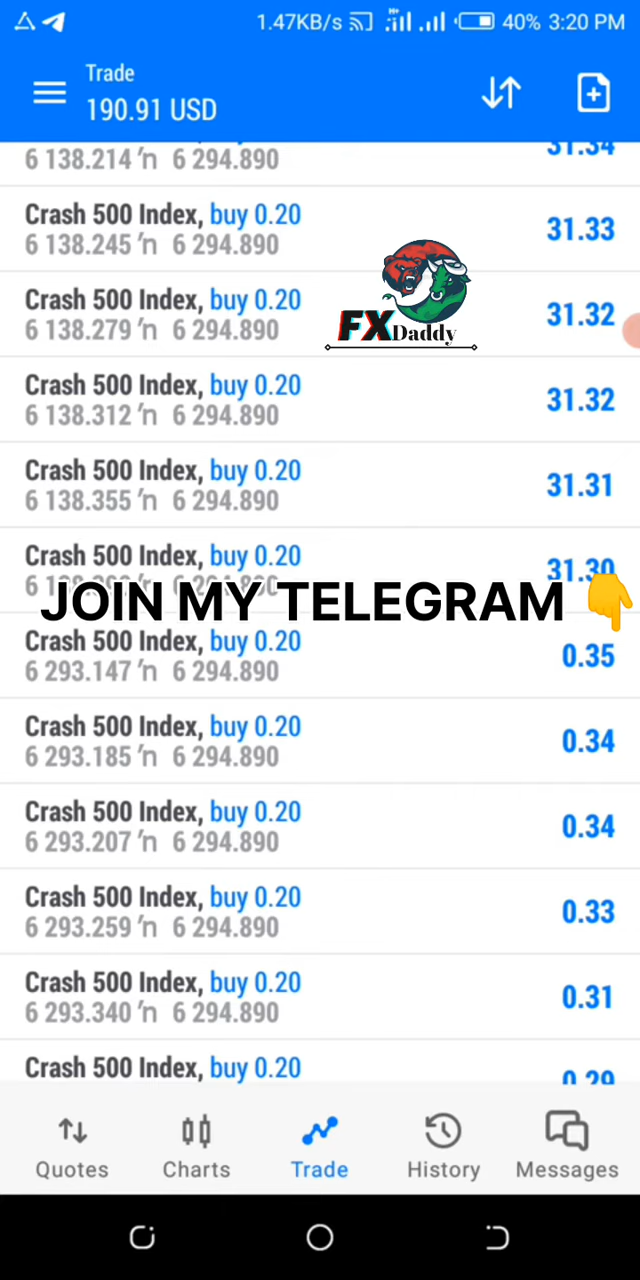 1.47KB/s H+ 40% 3:20 PM
Trade
190.91 USD
6 138.214 6 294.890
31.34
Crash 500 Index, buy 0.20
6 138.245 6 294.890
31.33
Crash 500 Index, buy 0.20
6 138.279 6 294.890
31.32
FXDaddy
Crash 500 Index, buy 0.20
6 138.312 6 294.890
31.32
Crash 500 Index, buy 0.20
6 138.355 6 294.890
31.31
Crash 500 Index, buy 0.20
31.30
JOIN MY TELEGRAM 👇
Crash 500 Index, buy 0.20
6 293.147 6 294.890
0.35
Crash 500 Index, buy 0.20
6 293.185 6 294.890
0.34
Crash 500 Index, buy 0.20
6 293.207 6 294.890
0.34
Crash 500 Index, buy 0.20
6 293.259 6 294.890
0.33
Crash 500 Index, buy 0.20
6 293.340 6 294.890
0.31
Crash 500 Index, buy 0.20
0.29
Quotes Charts Trade History Messages